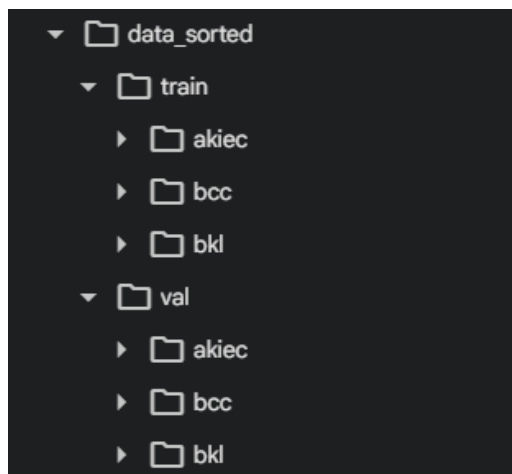 data_sorted
train
akiec
bcc
bkl
val
akiec
bcc
bkl